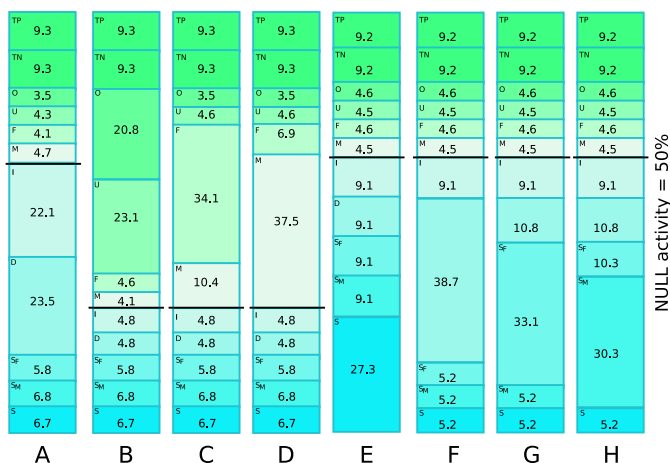 TP 9.3
TN 9.3
O 3.5
U 4.3
F 4.1
M 4.7
I 22.1
D 23.5
SF 5.8
SM 6.8
S 6.7
A
TP 9.3
TN 9.3
O 20.8
U 23.1
F 4.6
M 4.1
I 4.8
D 4.8
SF 5.8
SM 6.8
S 6.7
B
TP 9.3
TN 9.3
O 3.5
U 4.6
F 34.1
M 10.4
I 4.8
D 4.8
SF 5.8
SM 6.8
S 6.7
C
TP 9.3
TN 9.3
O 3.5
U 4.6
F 6.9
M 37.5
I 4.8
D 4.8
SF 5.8
SM 6.8
S 6.7
D
TP 9.2
TN 9.2
O 4.6
U 4.5
F 4.6
M 4.5
I 9.1
D 9.1
SF 9.1
SM 9.1
S 27.3
E
TP 9.2
TN 9.2
O 4.6
U 4.5
F 4.6
M 4.5
I 9.1
38.7
SF 5.2
SM 5.2
S 5.2
F
TP 9.2
TN 9.2
O 4.6
U 4.5
F 4.6
M 4.5
I 9.1
10.8
SF 33.1
SM 5.2
S 5.2
G
TP 9.2
TN 9.2
O 4.6
U 4.5
F 4.6
M 4.5
I 9.1
10.8
SF 10.3
SM 30.3
S 5.2
H
NULL activity = 50%